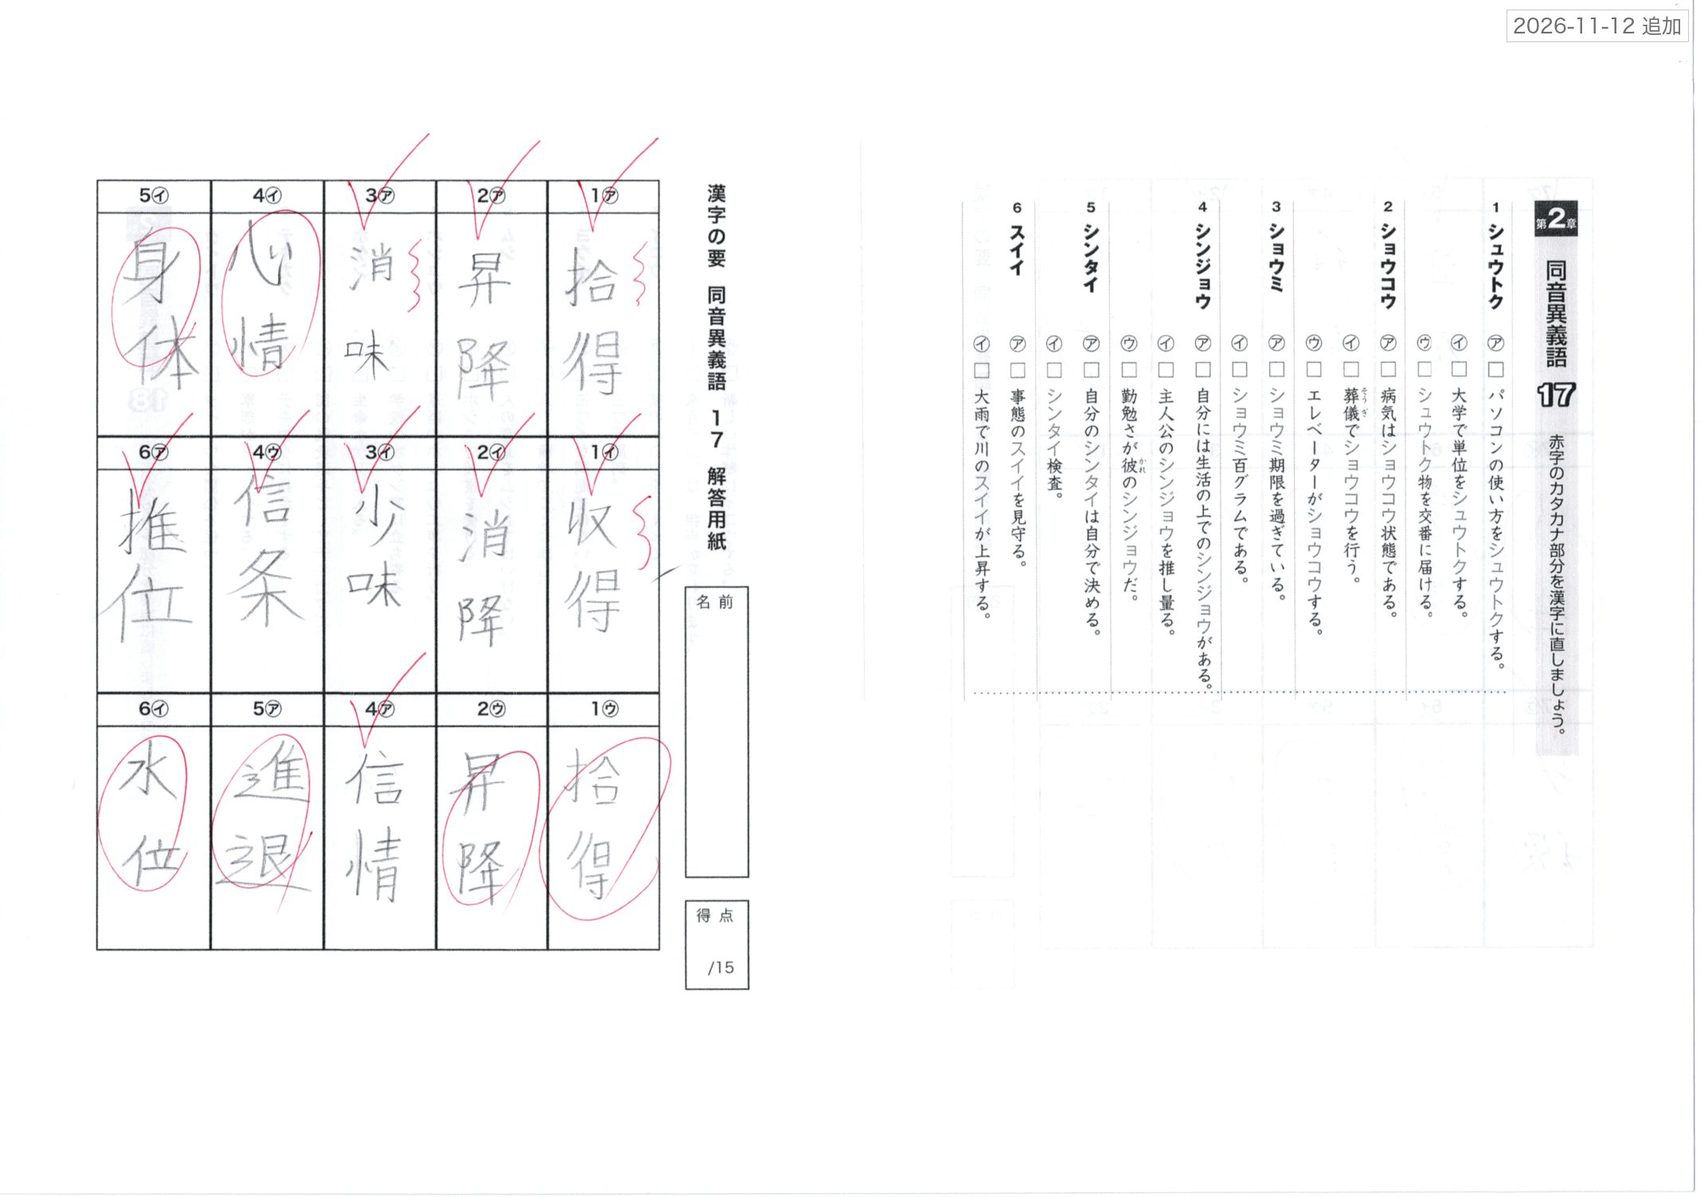 2026-11-12 追加
第2章 同音異義語 17 赤字のカタカナ部分を漢字に直しましょう。
1 シュウトク
㋐ □ パソコンの使い方をシュウトクする。
㋑ □ 大学で単位をシュウトクする。
㋒ □ シュウトク物を交番に届ける。
2 ショウコウ
㋐ □ 病気はショウコウ状態である。
㋑ □ 葬儀でショウコウを行う。
そうぎ
㋒ □ エレベーターがショウコウする。
3 ショウミ
㋐ □ ショウミ期限を過ぎている。
㋑ □ ショウミ百グラムである。
4 シンジョウ
㋐ □ 自分には生活の上でのシンジョウがある。
㋑ □ 主人公のシンジョウを推し量る。
㋒ □ 勤勉さが彼のシンジョウだ。
かれ
5 シンタイ
㋐ □ 自分のシンタイは自分で決める。
㋑ □ シンタイ検査。
6 スイイ
㋐ □ 事態のスイイを見守る。
㋑ □ 大雨で川のスイイが上昇する。
漢字の要 同音異義語 17 解答用紙
名前
得点
/15
1㋐
拾得
1㋑
収得
1㋒
拾得
2㋐
昇降
2㋑
消降
2㋒
昇降
3㋐
消味
3㋑
少味
4㋐
信情
4㋑
心情
4㋒
信条
5㋐
進退
5㋑
身体
6㋐
推位
6㋑
水位